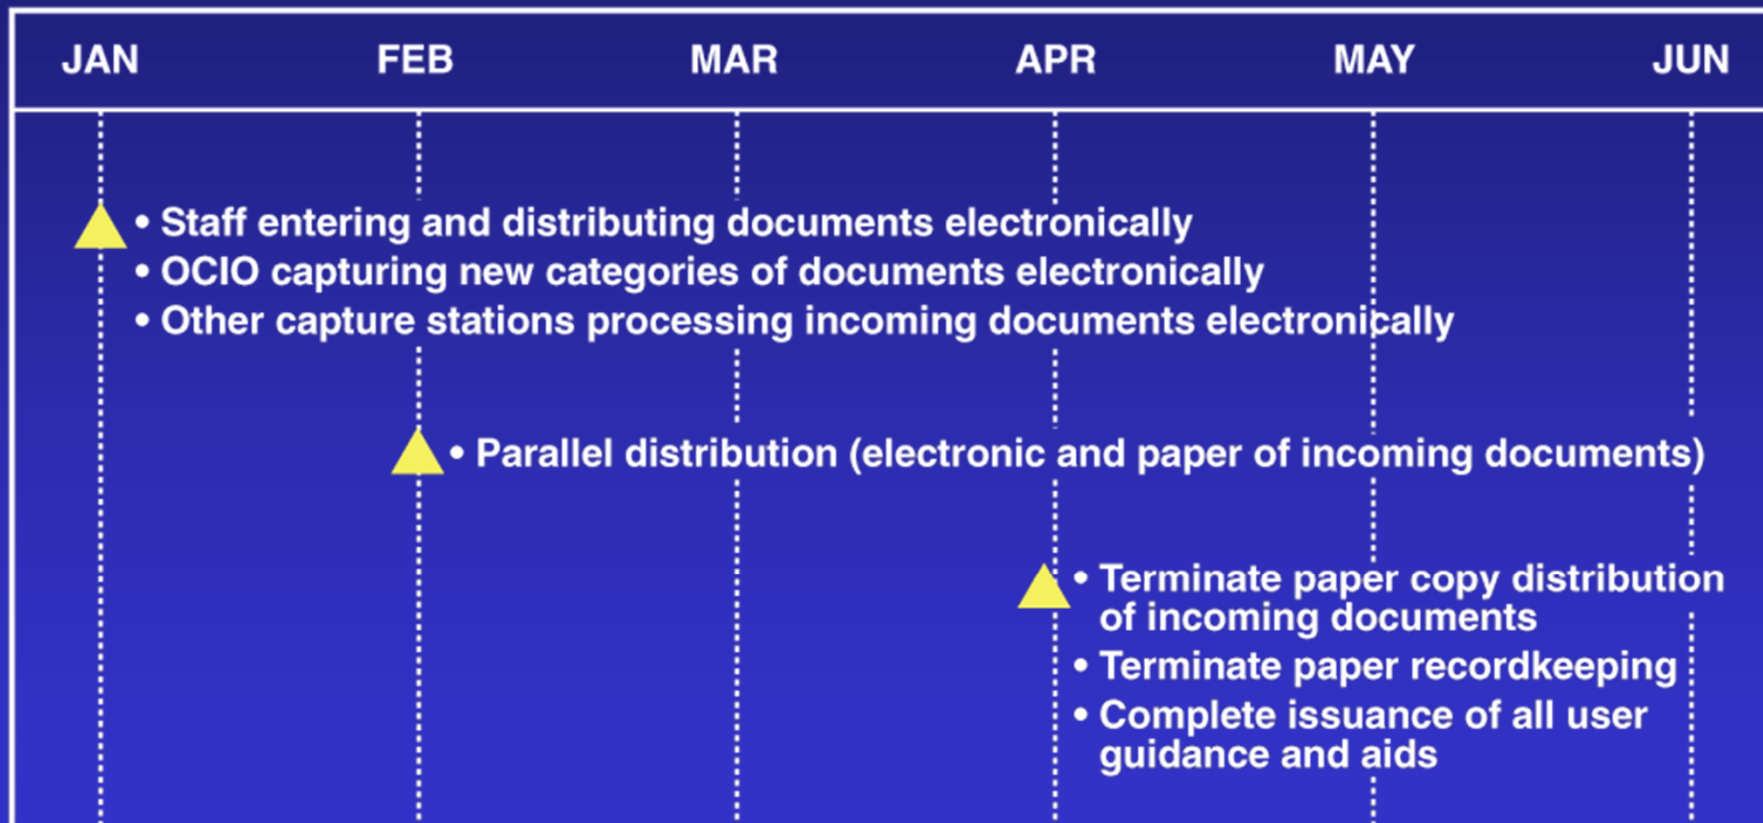 JAN FEB MAR APR MAY JUN
• Staff entering and distributing documents electronically
• OCIO capturing new categories of documents electronically
• Other capture stations processing incoming documents electronically
• Parallel distribution (electronic and paper of incoming documents)
• Terminate paper copy distribution
of incoming documents
• Terminate paper recordkeeping
• Complete issuance of all user
guidance and aids